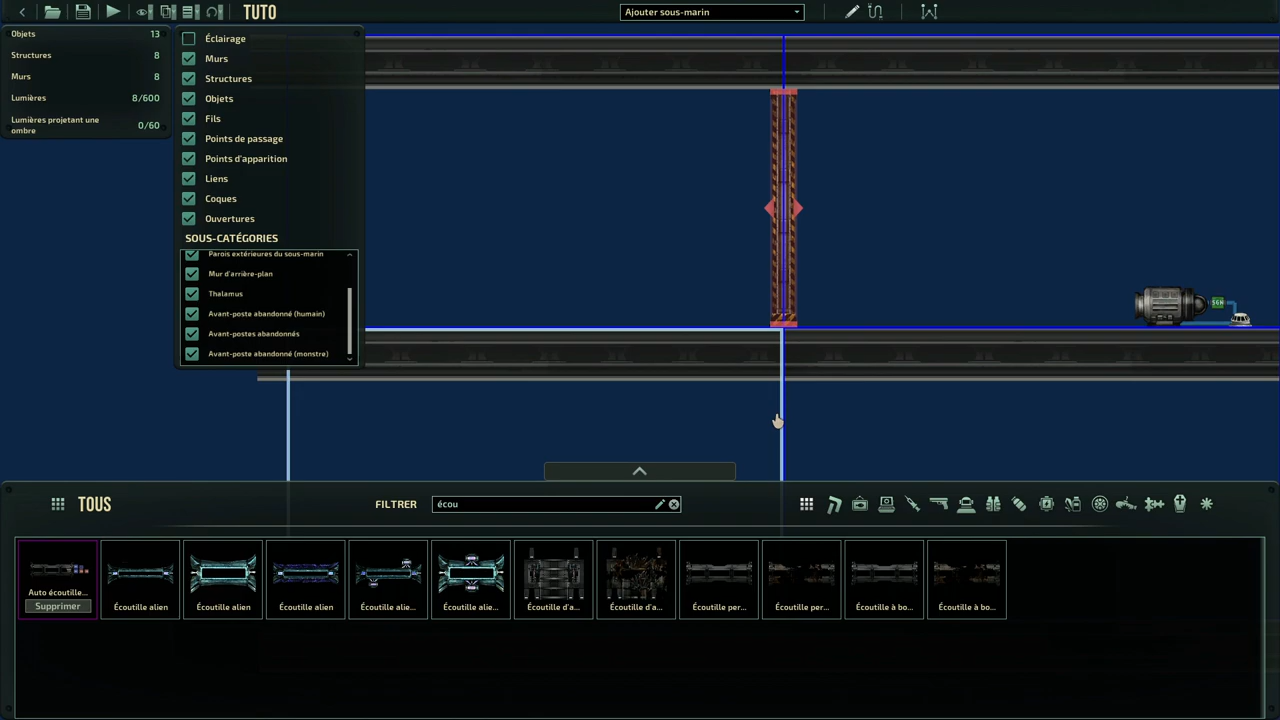 TUTO
Ajouter sous-marin
Objets 13
Structures 8
Murs 8
Lumières 8/600
Lumières projetant une
ombre 0/60
Éclairage
Murs
Structures
Objets
Fils
Points de passage
Points d'apparition
Liens
Coques
Ouvertures
SOUS-CATÉGORIES
Parois extérieures du sous-marin
Mur d'arrière-plan
Thalamus
Avant-poste abandonné (humain)
Avant-postes abandonnés
Avant-poste abandonné (monstre)
TOUS
FILTRER
écou
Auto écoutille...
Supprimer
Écoutille alien
Écoutille alien
Écoutille alien
Écoutille alie...
Écoutille alie...
Écoutille d'a...
Écoutille d'a...
Écoutille per...
Écoutille per...
Écoutille à bo...
Écoutille à bo...